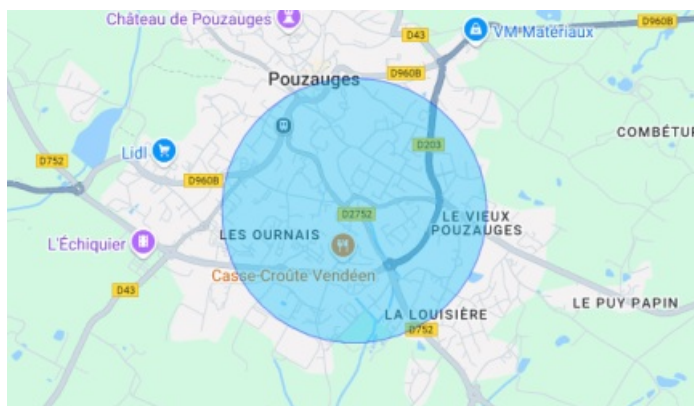 Château de Pouzauges
D43
VM Matériaux
D960B
Pouzauges
D960B
COMBÉTU
D203
D752
Lidl
D960B
D2752
LE VIEUX
POUZAUGES
LES OURNAIS
L'Échiquier
Casse-Croûte Vendéen
D43
LE PUY PAPIN
LA LOUISIÈRE
D752